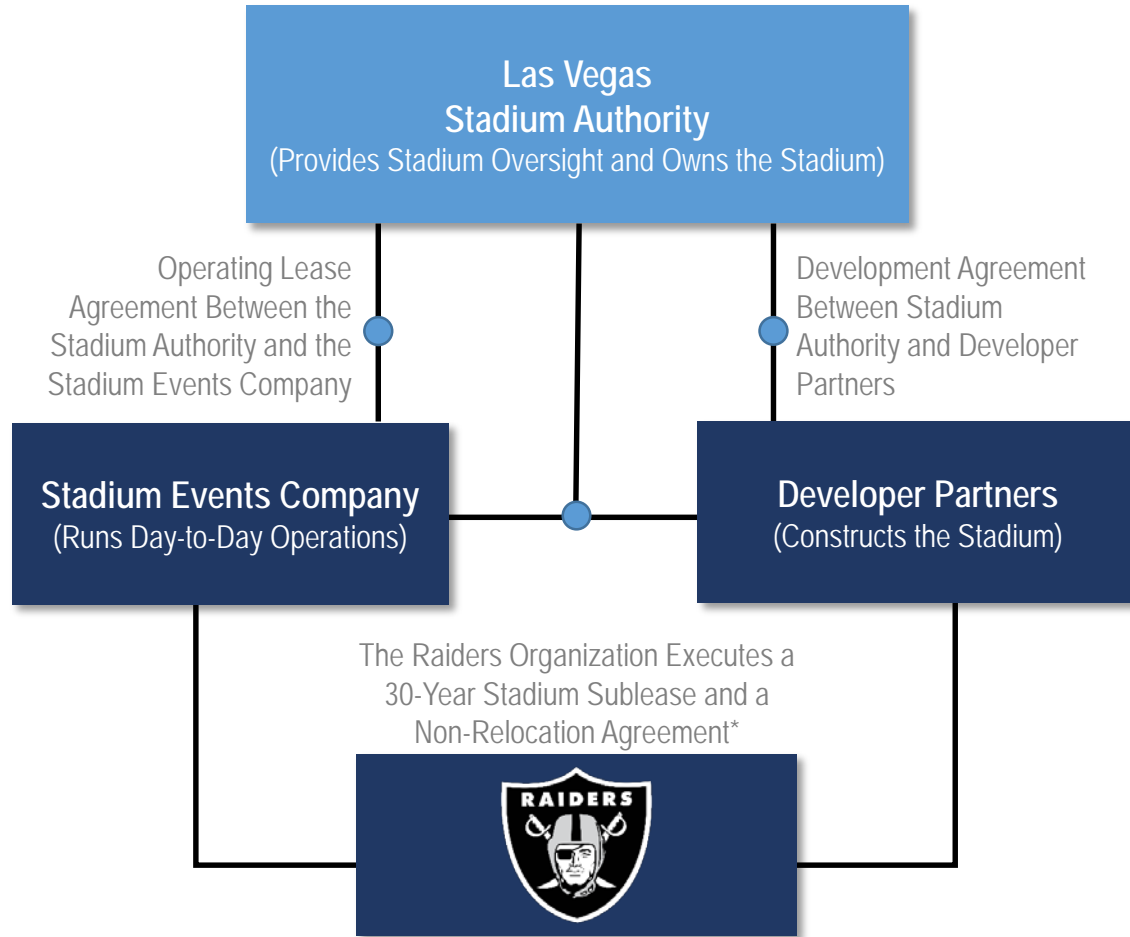 Las Vegas
Stadium Authority
(Provides Stadium Oversight and Owns the Stadium)
Operating Lease
Agreement Between the
Stadium Authority and the
Stadium Events Company
Development Agreement
Between Stadium
Authority and Developer
Partners
Stadium Events Company
(Runs Day-to-Day Operations)
Developer Partners
(Constructs the Stadium)
The Raiders Organization Executes a
30-Year Stadium Sublease and a
Non-Relocation Agreement*
RAIDERS